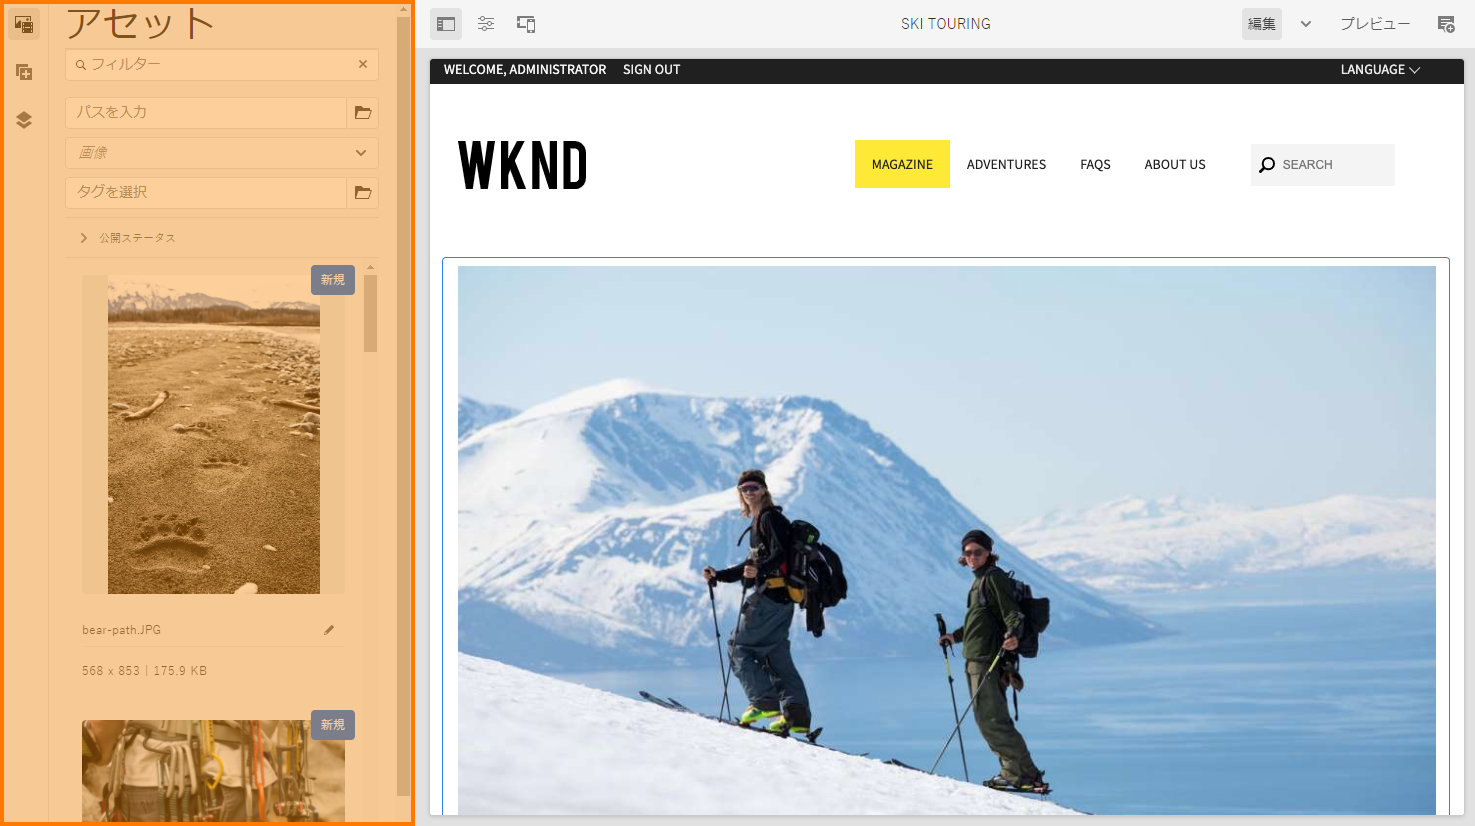 アセット
フィルター
パスを入力
画像
タグを選択
公開ステータス
新規
bear-path.JPG
568 x 853 | 175.9 KB
新規
SKI TOURING
編集
プレビュー
WELCOME, ADMINISTRATOR SIGN OUT LANGUAGE
WKND
MAGAZINE ADVENTURES FAQS ABOUT US SEARCH